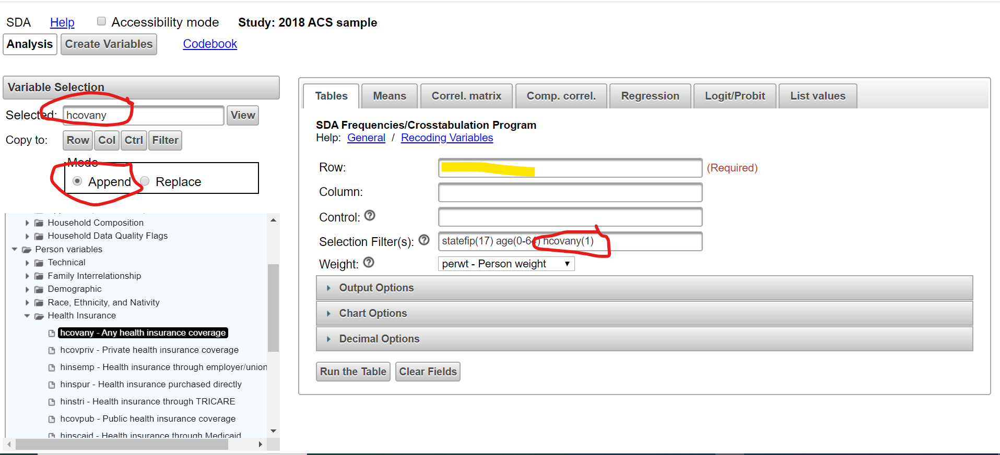 SDA Help Accessibility mode Study: 2018 ACS sample
Analysis Create Variables Codebook
Variable Selection
Selected: hcovany View
Copy to: Row Col Ctrl Filter
Mode
Append Replace
Household Composition
Household Data Quality Flags
Person variables
Technical
Family Interrelationship
Demographic
Race, Ethnicity, and Nativity
Health Insurance
hcovany - Any health insurance coverage
hcovpriv - Private health insurance coverage
hinsemp - Health insurance through employer/union
hinspur - Health insurance purchased directly
hinstri - Health insurance through TRICARE
hcovpub - Public health insurance coverage
hinscaid - Health insurance through Medicaid
Tables Means Correl. matrix Comp. correl. Regression Logit/Probit List values
SDA Frequencies/Crosstabulation Program
Help: General / Recoding Variables
Row: (Required)
Column:
Control: ?
Selection Filter(s): ? statefip(17) age(0-64) hcovany(1)
Weight: ? perwt - Person weight
Output Options
Chart Options
Decimal Options
Run the Table Clear Fields